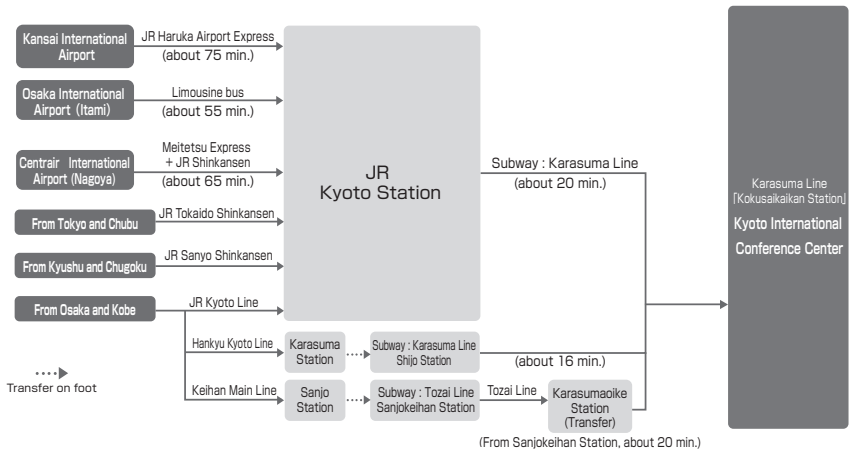 Kansai International
Airport
JR Haruka Airport Express
(about 75 min.)
Osaka International
Airport (Itami)
Limousine bus
(about 55 min.)
Centrair International
Airport (Nagoya)
Meitetsu Express
+ JR Shinkansen
(about 65 min.)
From Tokyo and Chubu
JR Tokaido Shinkansen
From Kyushu and Chugoku
JR Sanyo Shinkansen
From Osaka and Kobe
JR Kyoto Line
JR
Kyoto Station
Subway : Karasuma Line
(about 20 min.)
Hankyu Kyoto Line
Karasuma
Station
Subway : Karasuma Line
Shijo Station
(about 16 min.)
Keihan Main Line
Sanjo
Station
Subway : Tozai Line
Sanjokeihan Station
Tozai Line
Karasumaoike
Station
(Transfer)
(From Sanjokeihan Station, about 20 min.)
Transfer on foot
Karasuma Line
「Kokusaikaikan Station」
Kyoto International
Conference Center